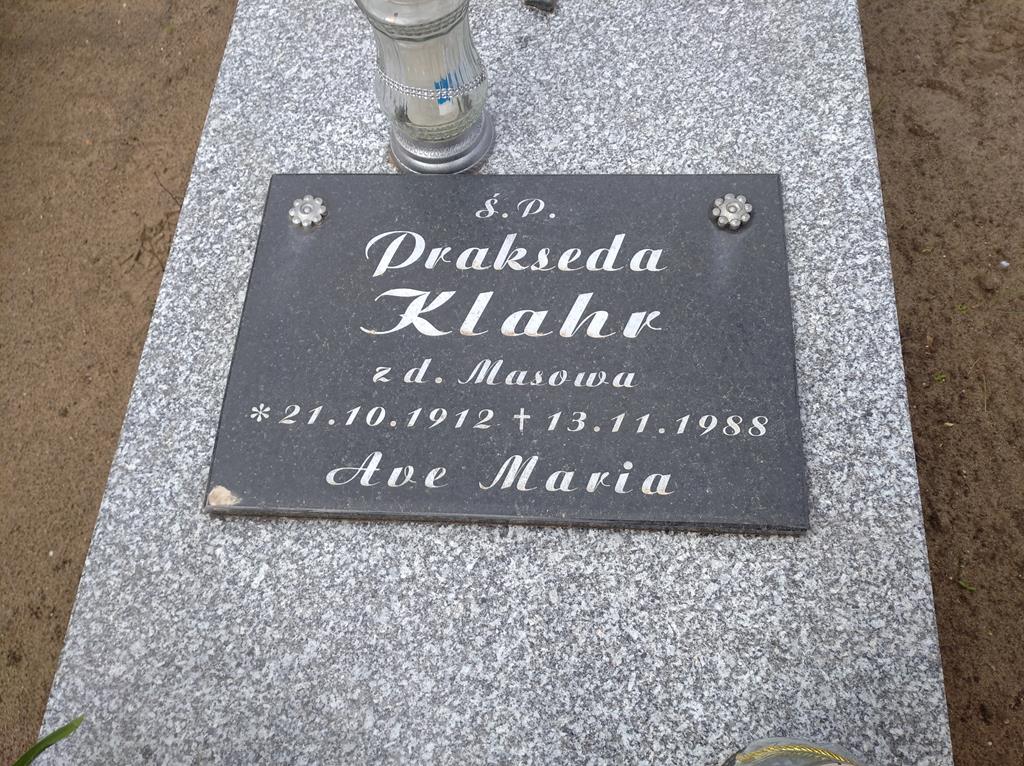 Ś.P.
Prakseda
Klahr
z d. Masowa
* 21.10.1912 † 13.11.1988
Ave Maria